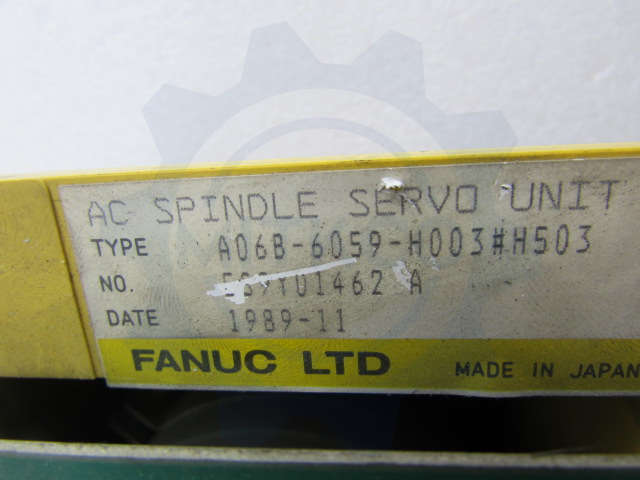 AC SPINDLE SERVO UNIT
TYPE A06B-6059-H003#H503
NO. A
DATE 1989-11
FANUC LTD MADE IN JAPAN